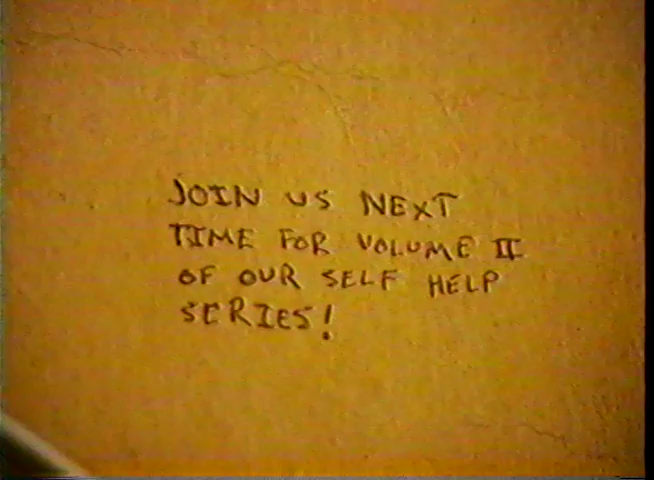 JOIN US NEXT
TIME FOR VOLUME II
OF OUR SELF HELP
SERIES!